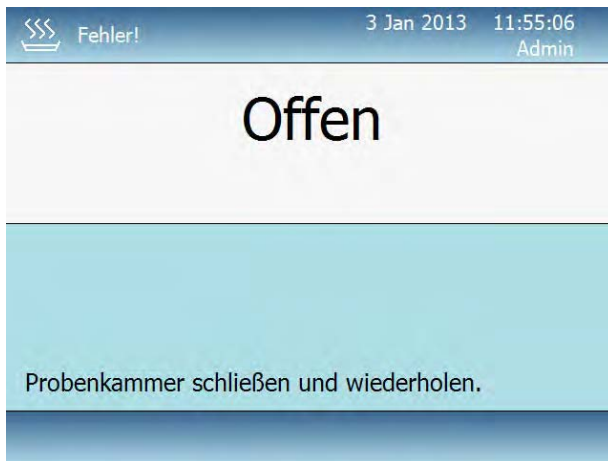 Fehler!
3 Jan 2013 11:55:06
Admin
Offen
Probenkammer schließen und wiederholen.